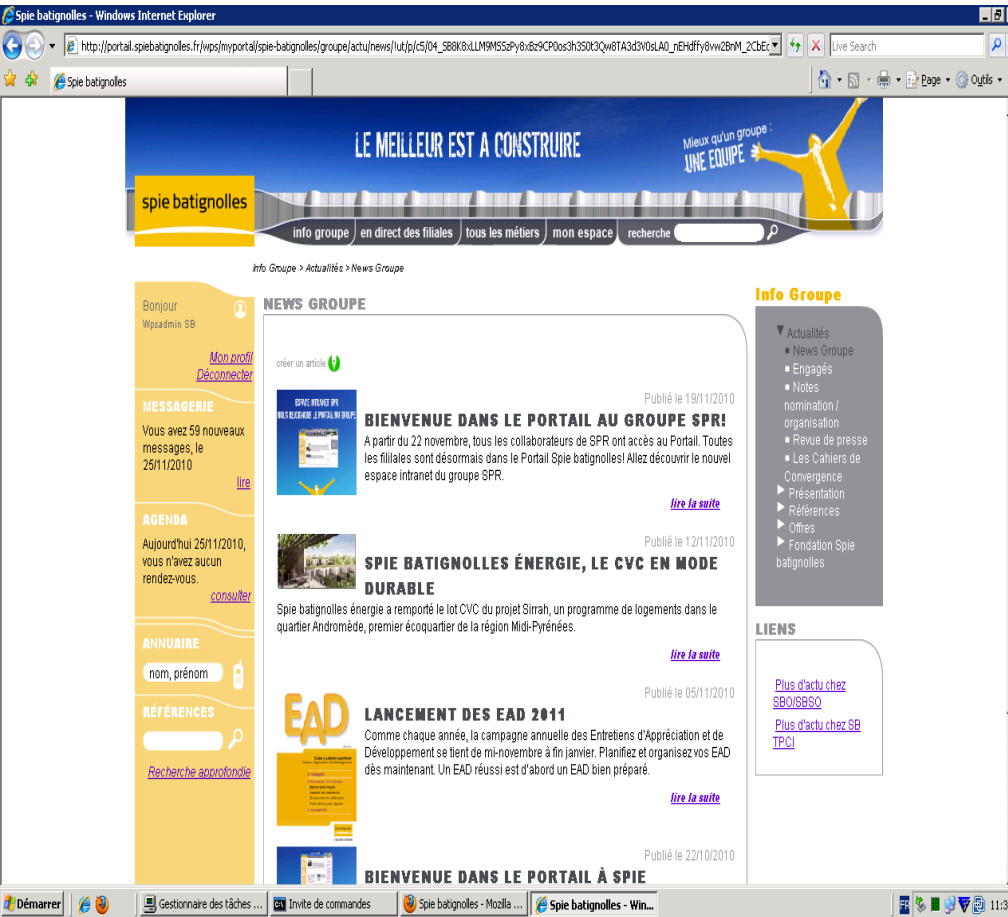 Spie batignolles - Windows Internet Explorer
http://portail.spiebatignolles.fr/wps/myportal/spie-batignolles/groupe/actu/news/!ut/p/c5/
Live Search
Spie batignolles
Page
Outils
LE MEILLEUR EST A CONSTRUIRE
Mieux qu'un groupe :
UNE EQUIPE
spie batignolles
info groupe
en direct des filiales
tous les métiers
mon espace
recherche
Info Groupe > Actualités > News Groupe
Bonjour
Wpsadmin SB
Mon profil
Déconnecter
MESSAGERIE
Vous avez 59 nouveaux
messages, le
25/11/2010
lire
AGENDA
Aujourd'hui 25/11/2010,
vous n'avez aucun
rendez-vous.
consulter
ANNUAIRE
nom, prénom
RÉFÉRENCES
Recherche approfondie
NEWS GROUPE
créer un article
Publié le 19/11/2010
ESPACE INTRANET SPR
NOUS REJOIGNONS LE PORTAIL DU GROUPE
BIENVENUE DANS LE PORTAIL AU GROUPE SPR!
A partir du 22 novembre, tous les collaborateurs de SPR ont accès au Portail. Toutes
les fililales sont désormais dans le Portail Spie batignolles! Allez découvrir le nouvel
espace intranet du groupe SPR.
lire la suite
Publié le 12/11/2010
SPIE BATIGNOLLES ÉNERGIE, LE CVC EN MODE
DURABLE
Spie batignolles énergie a remporté le lot CVC du projet Sirrah, un programme de logements dans le
quartier Andromède, premier écoquartier de la région Midi-Pyrénées.
lire la suite
Publié le 05/11/2010
EAD
LANCEMENT DES EAD 2011
Comme chaque année, la campagne annuelle des Entretiens d'Appréciation et de
Développement se tient de mi-novembre à fin janvier. Planifiez et organisez vos EAD
dès maintenant. Un EAD réussi est d'abord un EAD bien préparé.
lire la suite
Publié le 22/10/2010
BIENVENUE DANS LE PORTAIL À SPIE
Info Groupe
Actualités
News Groupe
Engagés
Notes
nomination /
organisation
Revue de presse
Les Cahiers de
Convergence
Présentation
Références
Offres
Fondation Spie
batignolles
LIENS
Plus d'actu chez
SBO/SBSO
Plus d'actu chez SB
TPCI
Démarrer
Gestionnaire des tâches ...
Invite de commandes
Spie batignolles - Mozilla ...
Spie batignolles - Win...
FR